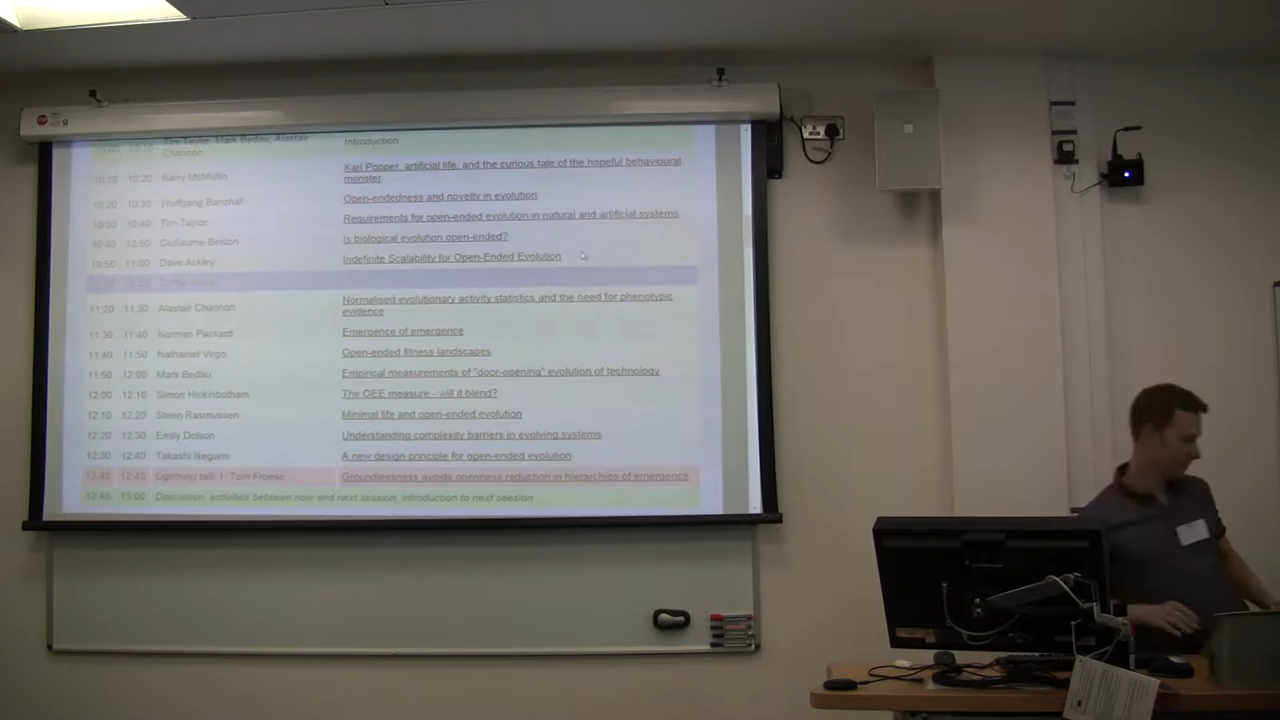 10:00 10:10 Tim Taylor, Mark Bedau, Alastair Channon Introduction
10:10 10:20 Barry McMullin Karl Popper, artificial life, and the curious tale of the hopeful behavioural monster
10:20 10:30 Wolfgang Banzhaf Open-endedness and novelty in evolution
10:30 10:40 Tim Taylor Requirements for open-ended evolution in natural and artificial systems
10:40 10:50 Guillaume Beslon Is biological evolution open-ended?
10:50 11:00 Dave Ackley Indefinite Scalability for Open-Ended Evolution
11:20 11:30 Alastair Channon Normalised evolutionary activity statistics and the need for phenotypic evidence
11:30 11:40 Norman Packard Emergence of emergence
11:40 11:50 Nathaniel Virgo Open-ended fitness landscapes
11:50 12:00 Mark Bedau Empirical measurements of "door-opening" evolution of technology
12:00 12:10 Simon Hickinbotham The OEE measure - will it blend?
12:10 12:20 Steen Rasmussen Minimal life and open-ended evolution
12:20 12:30 Emily Dolson Understanding complexity barriers in evolving systems
12:30 12:40 Takashi Ikegami A new design principle for open-ended evolution
12:40 12:45 Lightning talk 1: Tom Froese Groundlessness avoids openness reduction in hierarchies of emergence
12:45 13:00 Discussion, activities between now and next session, introduction to next session